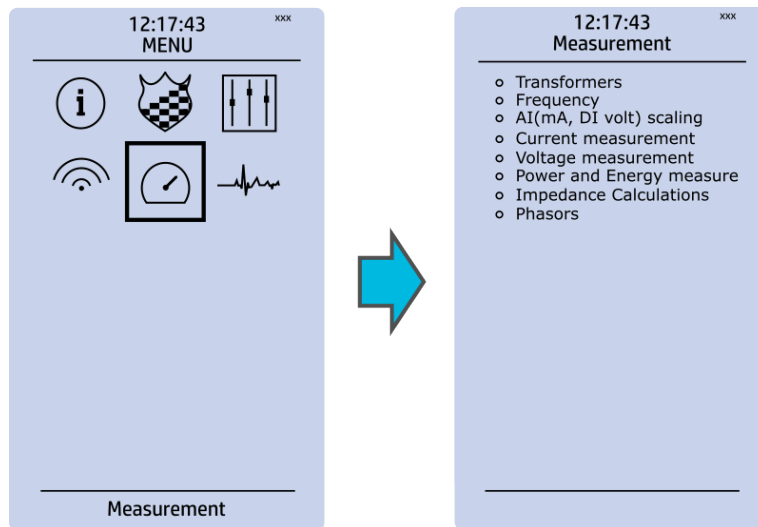 12:17:43
xxx
MENU
i
Measurement
12:17:43
xxx
Measurement
Transformers
Frequency
AI(mA, DI volt) scaling
Current measurement
Voltage measurement
Power and Energy measure
Impedance Calculations
Phasors